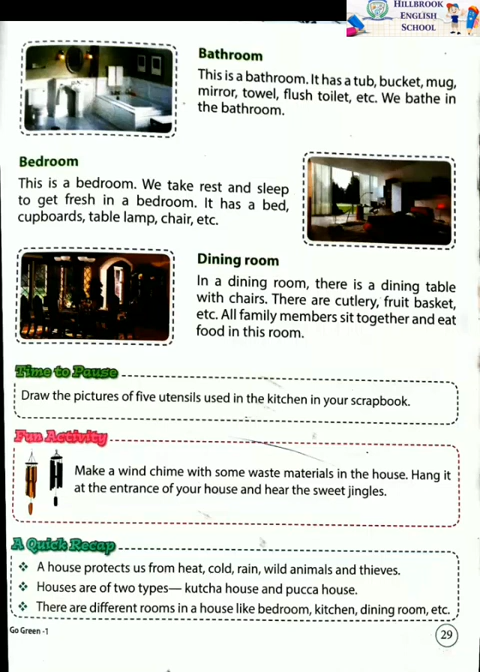 HILLBROOK
ENGLISH
SCHOOL
Bathroom
This is a bathroom. It has a tub, bucket, mug,
mirror, towel, flush toilet, etc. We bathe in
the bathroom.
Bedroom
This is a bedroom. We take rest and sleep
to get fresh in a bedroom. It has a bed,
cupboards, table lamp, chair, etc.
Dining room
In a dining room, there is a dining table
with chairs. There are cutlery, fruit basket,
etc. All family members sit together and eat
food in this room.
Time to Pause
Draw the pictures of five utensils used in the kitchen in your scrapbook.
Fun Activity
Make a wind chime with some waste materials in the house. Hang it
at the entrance of your house and hear the sweet jingles.
A Quick Recap
❖ A house protects us from heat, cold, rain, wild animals and thieves.
❖ Houses are of two types— kutcha house and pucca house.
❖ There are different rooms in a house like bedroom, kitchen, dining room, etc.
Go Green -1
29